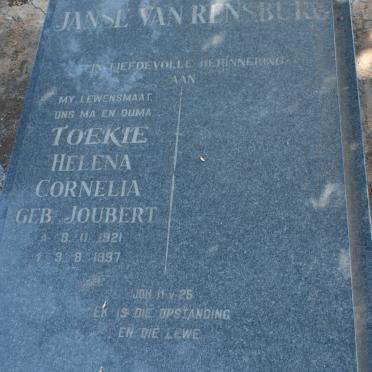 JANSE VAN RENSBURG
IN LIEFDEVOLLE HERINNERING
AAN
MY LEWENSMAAT,
ONS MA EN OUMA
TOEKIE
HELENA
CORNELIA
GEB JOUBERT
* 8. 11. 1921
† 3. 8. 1997
JOH 11 v 25
EK IS DIE OPSTANDING
EN DIE LEWE